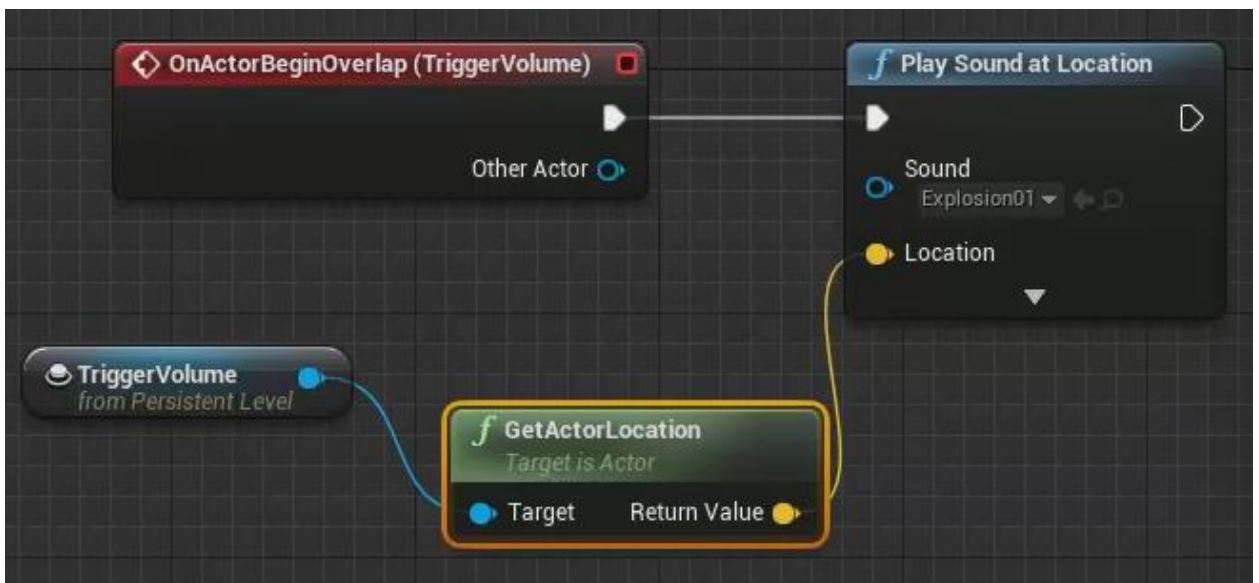 OnActorBeginOverlap (TriggerVolume)
Other Actor
f Play Sound at Location
Sound
Explosion01
Location
TriggerVolume
from Persistent Level
f GetActorLocation
Target is Actor
Target Return Value